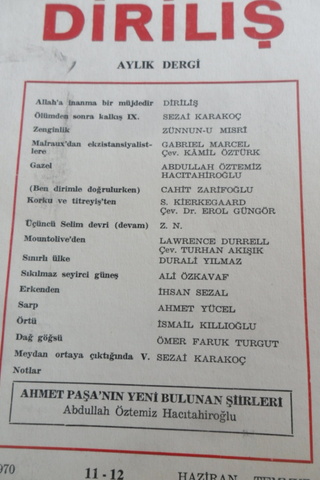 DİRİLİŞ
AYLIK DERGİ
Allah'a inanma bir müjdedir DİRİLİŞ
Ölümden sonra kalkış IX. SEZAİ KARAKOÇ
Zenginlik ZÜNNUN-U MISRİ
Malraux'dan ekzistansiyalist- GABRIEL MARCEL
lere Çev. KÂMİL ÖZTÜRK
Gazel ABDULLAH ÖZTEMİZ
HACITAHİROĞLU
(Ben dirimle doğrulurken) CAHİT ZARİFOĞLU
Korku ve titreyiş'ten S. KİERKEGAARD
Çev. Dr. EROL GÜNGÖR
Üçüncü Selim devri (devam) Z. N.
Mountolive'den LAWRENCE DURRELL
Çev. TURHAN AKIŞIK
Sınırlı ülke DURALİ YILMAZ
Sıkılmaz seyirci güneş ALİ ÖZKAVAF
Erkenden İHSAN SEZAL
Sarp AHMET YÜCEL
Örtü İSMAİL KILLIOĞLU
Dağ göğsü ÖMER FARUK TURGUT
Meydan ortaya çıktığında V. SEZAİ KARAKOÇ
Notlar
AHMET PAŞA'NIN YENİ BULUNAN ŞİİRLERİ
Abdullah Öztemiz Hacıtahiroğlu
970 11-12 HAZİRAN